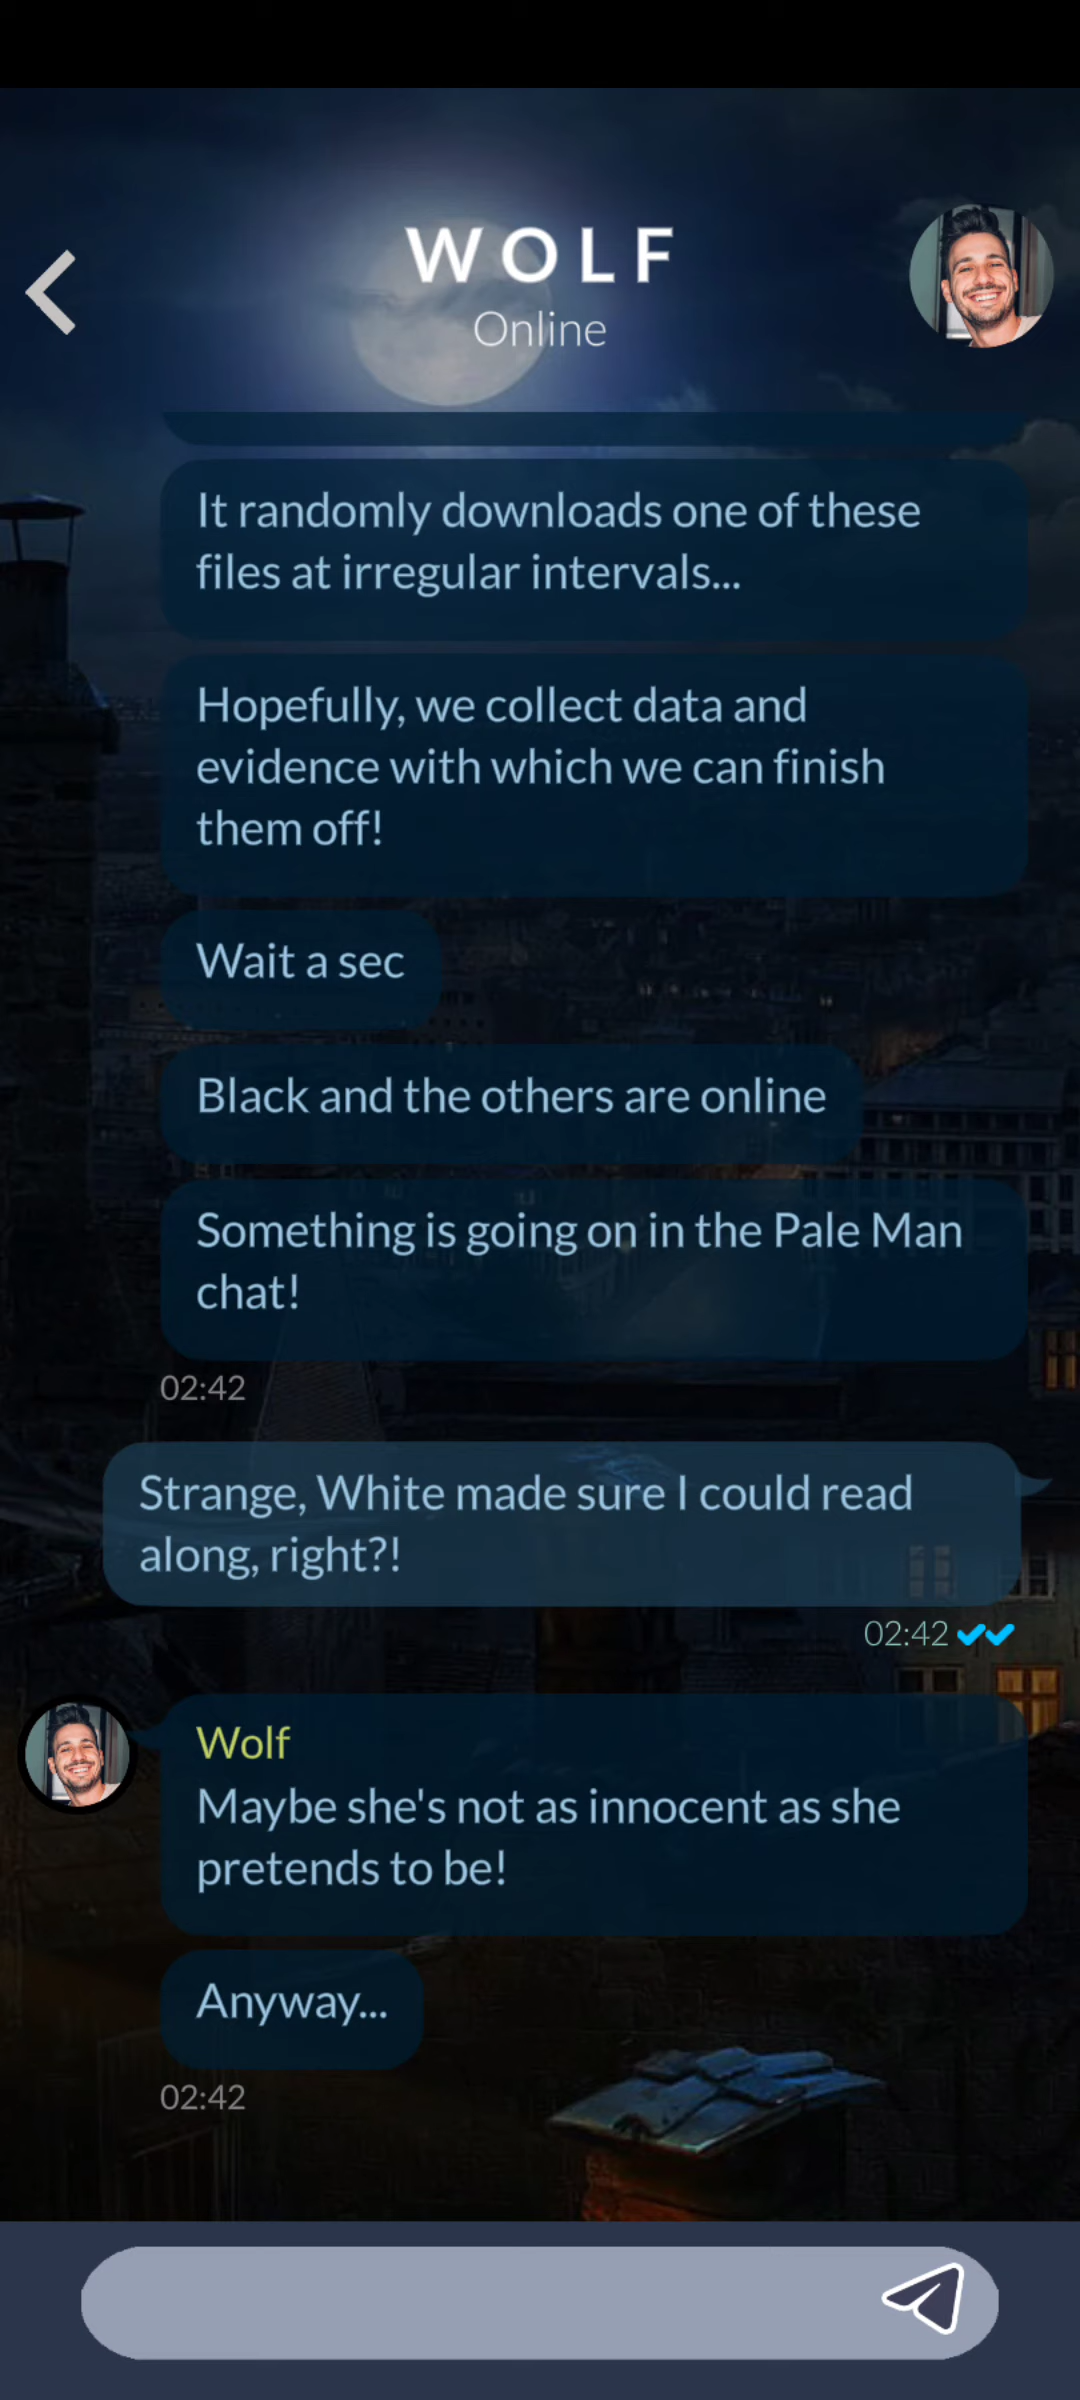 WOLF
Online
It randomly downloads one of these
files at irregular intervals...
Hopefully, we collect data and
evidence with which we can finish
them off!
Wait a sec
Black and the others are online
Something is going on in the Pale Man
chat!
02:42
Strange, White made sure I could read
along, right?!
02:42
Wolf
Maybe she's not as innocent as she
pretends to be!
Anyway...
02:42